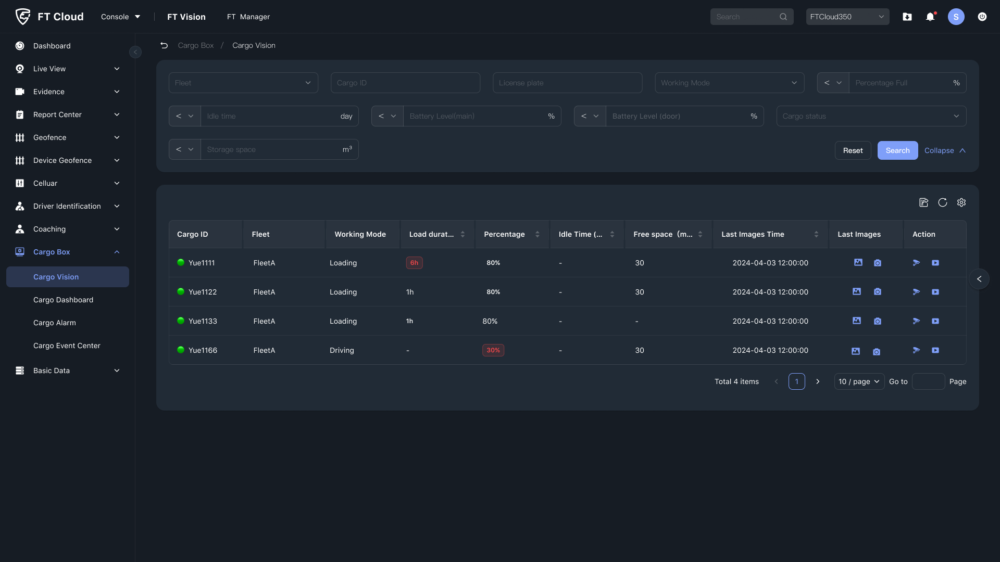 FT Cloud
Console
FT Vision
FT Manager
Search
FTCloud350
S
Dashboard
Live View
Evidence
Report Center
Geofence
Device Geofence
Celluar
Driver Identification
Coaching
Cargo Box
Cargo Vision
Cargo Dashboard
Cargo Alarm
Cargo Event Center
Basic Data
Cargo Box / Cargo Vision
Fleet
Cargo ID
License plate
Working Mode
< Percentage Full %
< Idle time day
< Battery Level(main) %
< Battery Level (door) %
Cargo status
< Storage space m³
Reset
Search
Collapse
Cargo ID Fleet Working Mode Load durat... Percentage Idle Time (... Free space（m... Last Images Time Last Images Action
Yue1111 FleetA Loading 6h 80% - 30 2024-04-03 12:00:00
Yue1122 FleetA Loading 1h 80% - 30 2024-04-03 12:00:00
Yue1133 FleetA Loading 1h 80% - - 2024-04-03 12:00:00
Yue1166 FleetA Driving - 30% - 30 2024-04-03 12:00:00
Total 4 items 1 10 / page Go to Page